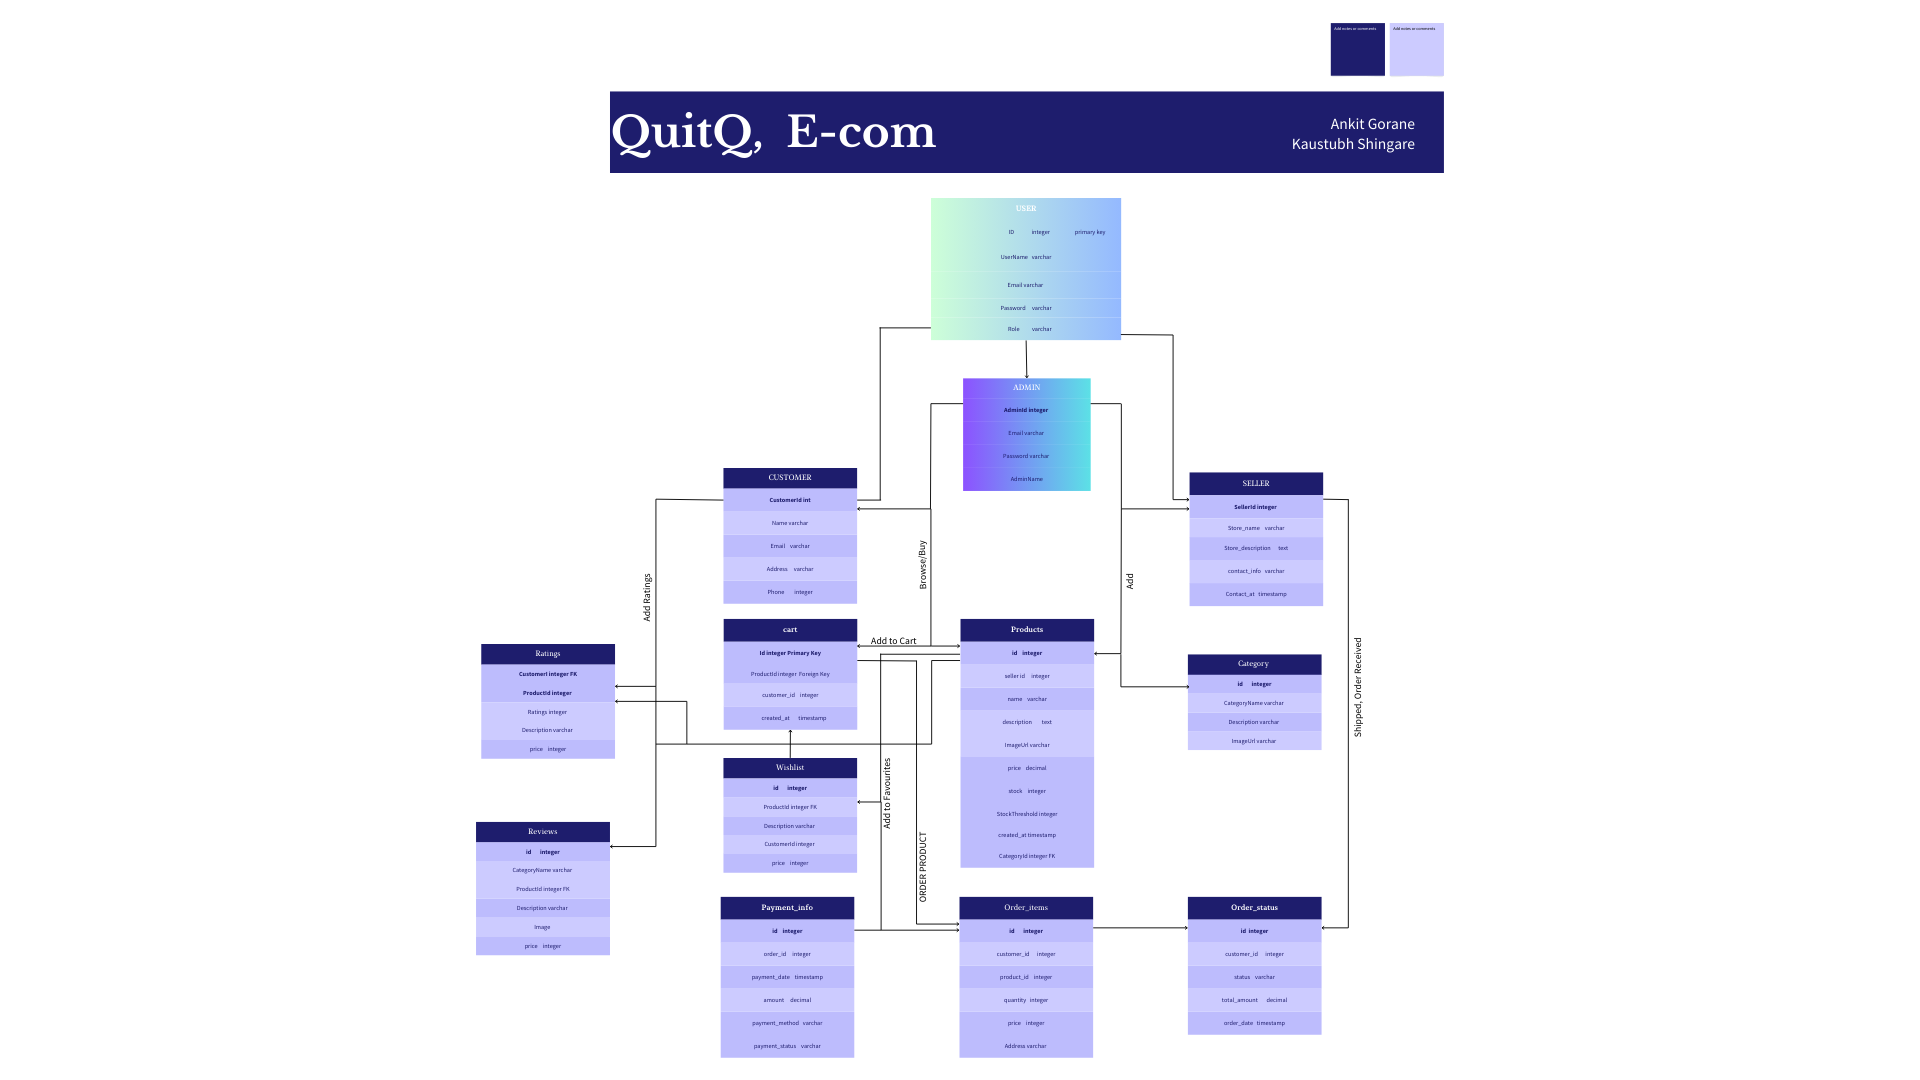 Add notes or comments
Add notes or comments
QuitQ, E-com
Ankit Gorane
Kaustubh Shingare
USER
ID integer primary key
UserName varchar
Email varchar
Password varchar
Role varchar
ADMIN
AdminId integer
Email varchar
Password varchar
AdminName
CUSTOMER
CustomerId int
Name varchar
Email varchar
Address varchar
Phone integer
SELLER
SellerId integer
Store_name varchar
Store_description text
contact_info varchar
Contact_at timestamp
Browse/Buy
Add
Add Ratings
Add to Cart
Shipped, Order Received
Ratings
CustomerI integer FK
ProductId integer
Ratings integer
Description varchar
price integer
cart
Id integer Primary Key
ProductId integer Foreign Key
customer_id integer
created_at timestamp
Products
id integer
seller id integer
name varchar
description text
ImageUrl varchar
price decimal
stock integer
StockThreshold integer
created_at timestamp
CategoryId integer FK
Category
id integer
CategoryName varchar
Description varchar
ImageUrl varchar
Wishlist
id integer
ProductId integer FK
Description varchar
CustomerId integer
price integer
Add to Favourites
ORDER PRODUCT
Reviews
id integer
CategoryName varchar
ProductId integer FK
Description varchar
Image
price integer
Payment_info
id integer
order_id integer
payment_date timestamp
amount decimal
payment_method varchar
payment_status varchar
Order_items
id integer
customer_id integer
product_id integer
quantity integer
price integer
Address varchar
Order_status
id integer
customer_id integer
status varchar
total_amount decimal
order_date timestamp